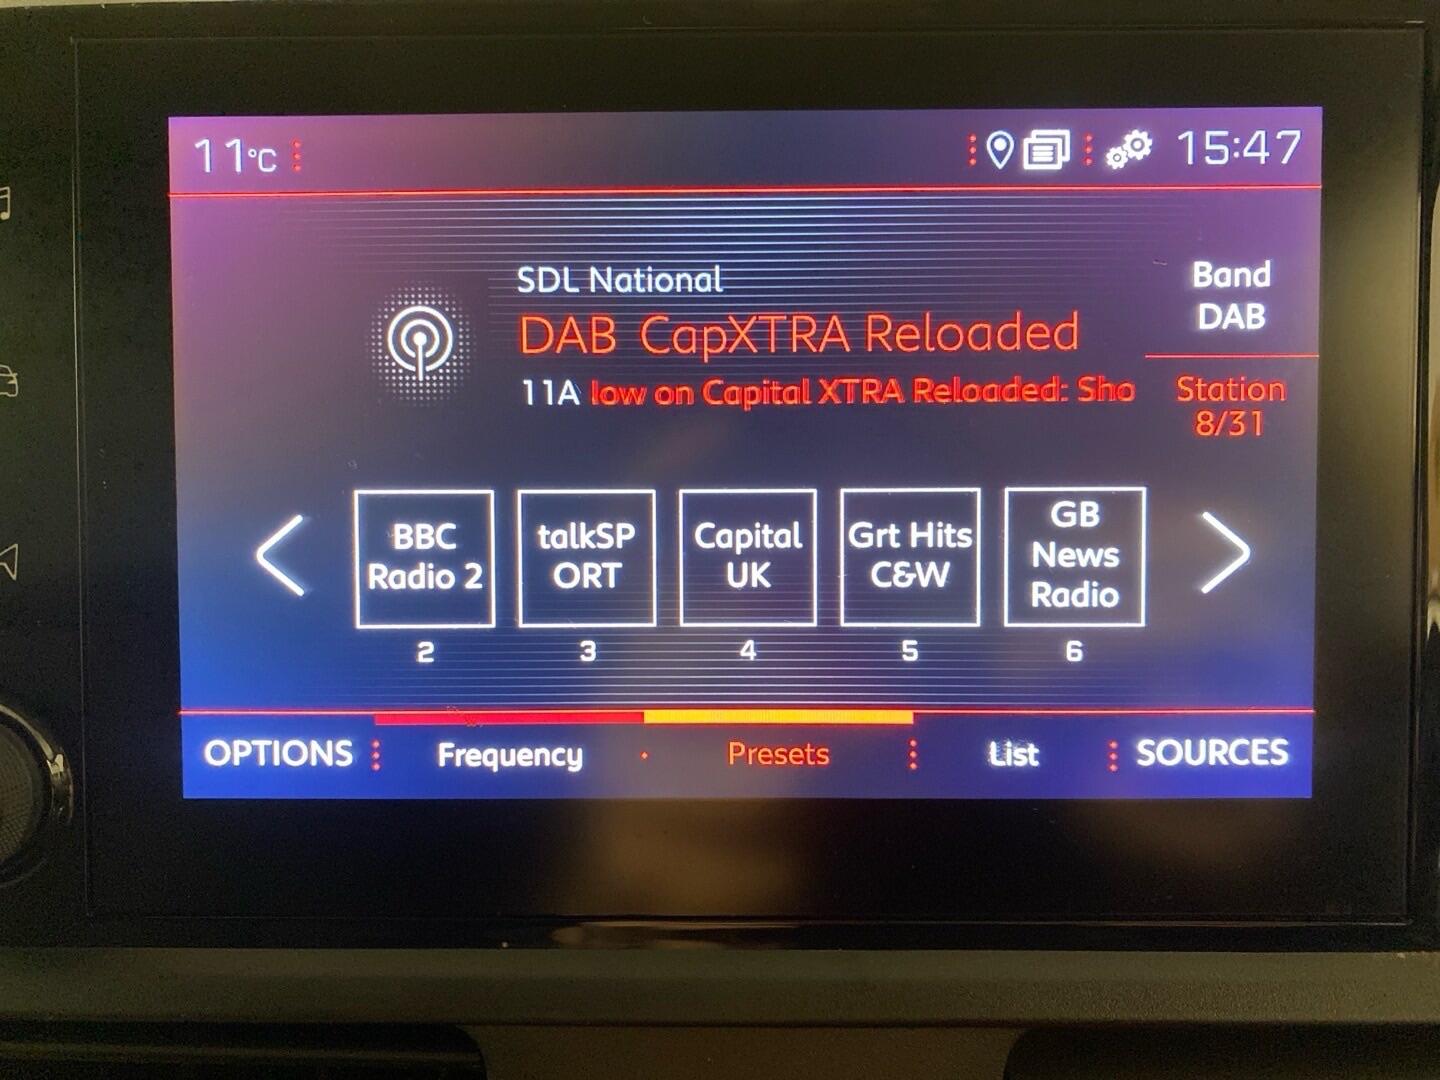 11°C
15:47
SDL National
DAB CapXTRA Reloaded
11A low on Capital XTRA Reloaded: Sho
Band
DAB
Station
8/31
BBC
Radio 2
talkSP
ORT
Capital
UK
Grt Hits
C&W
GB
News
Radio
2
3
4
5
6
OPTIONS
Frequency
Presets
List
SOURCES